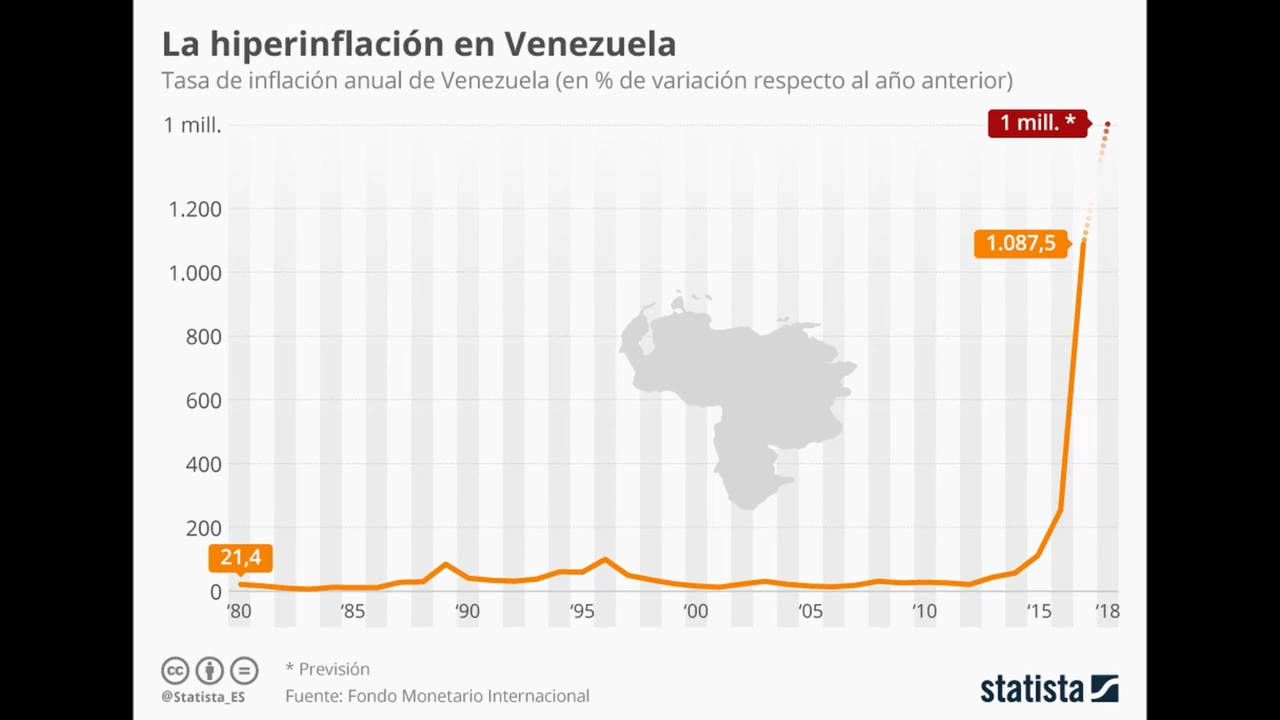 La hiperinflación en Venezuela
Tasa de inflación anual de Venezuela (en % de variación respecto al año anterior)
1 mill.
1 mill. *
1.200
1.087,5
1.000
800
600
400
200
21,4
0
‘80 ‘85 ‘90 ‘95 ‘00 ‘05 ‘10 ‘15 ‘18
cc
@Statista_ES
* Previsión
Fuente: Fondo Monetario Internacional
statista